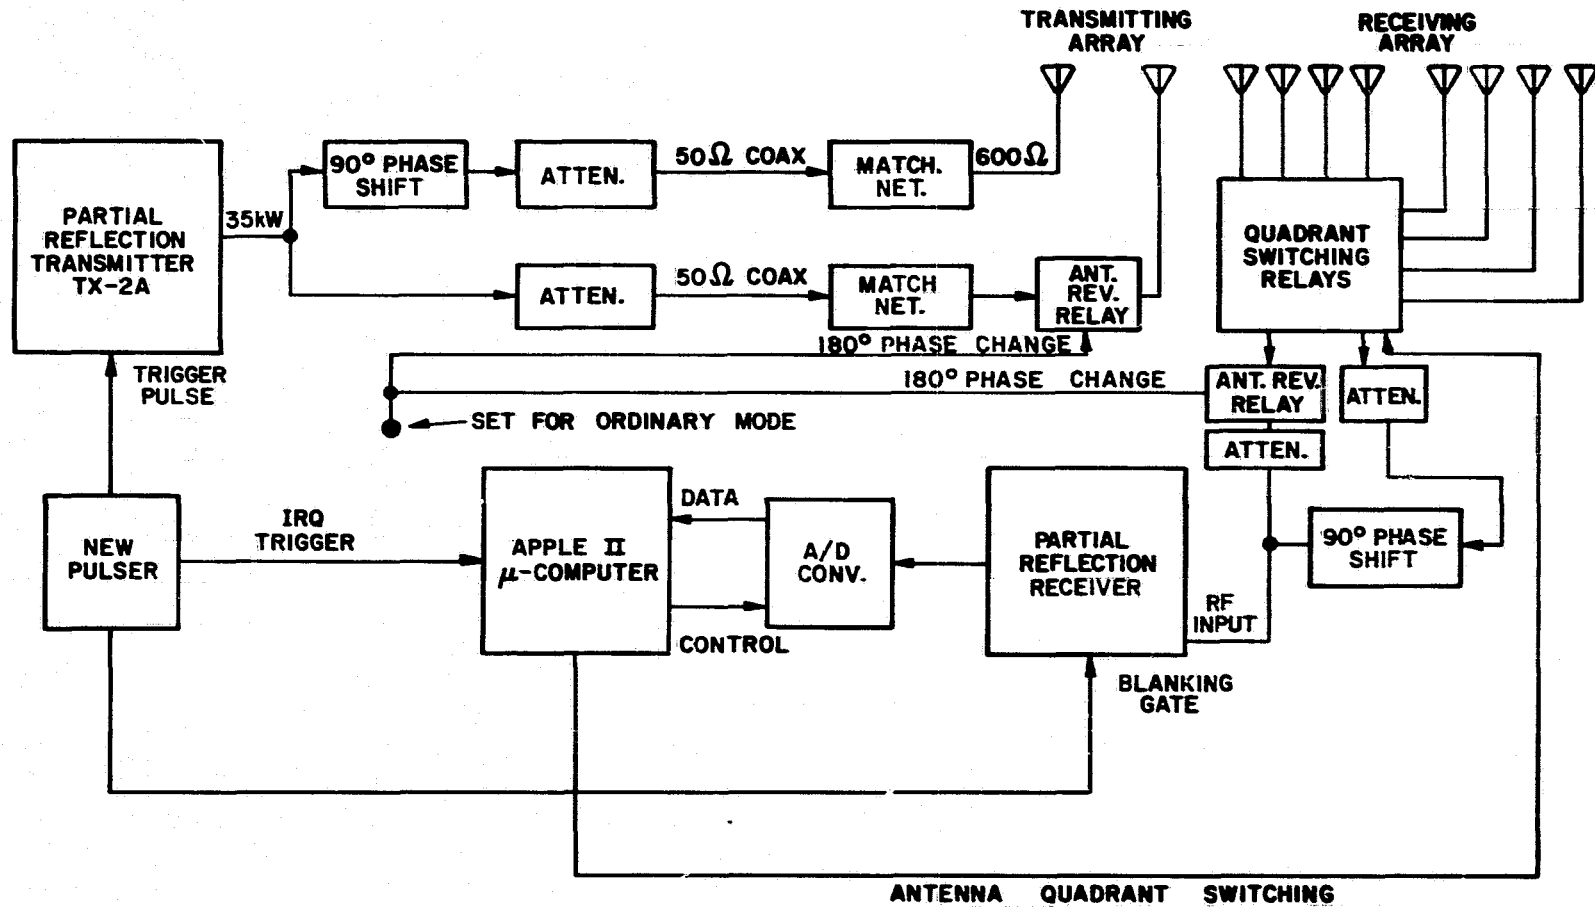 TRANSMITTING
ARRAY
RECEIVING
ARRAY
90° PHASE
SHIFT
ATTEN.
50Ω COAX
MATCH.
NET.
600Ω
PARTIAL
REFLECTION
TRANSMITTER
TX-2A
35kW
QUADRANT
SWITCHING
RELAYS
ATTEN.
50Ω COAX
MATCH
NET.
ANT.
REV.
RELAY
180° PHASE CHANGE
180° PHASE CHANGE
TRIGGER
PULSE
ANT. REV.
RELAY
ATTEN.
SET FOR ORDINARY MODE
ATTEN.
NEW
PULSER
IRQ
TRIGGER
APPLE II
μ-COMPUTER
DATA
A/D
CONV.
CONTROL
PARTIAL
REFLECTION
RECEIVER
90° PHASE
SHIFT
RF
INPUT
BLANKING
GATE
ANTENNA QUADRANT SWITCHING